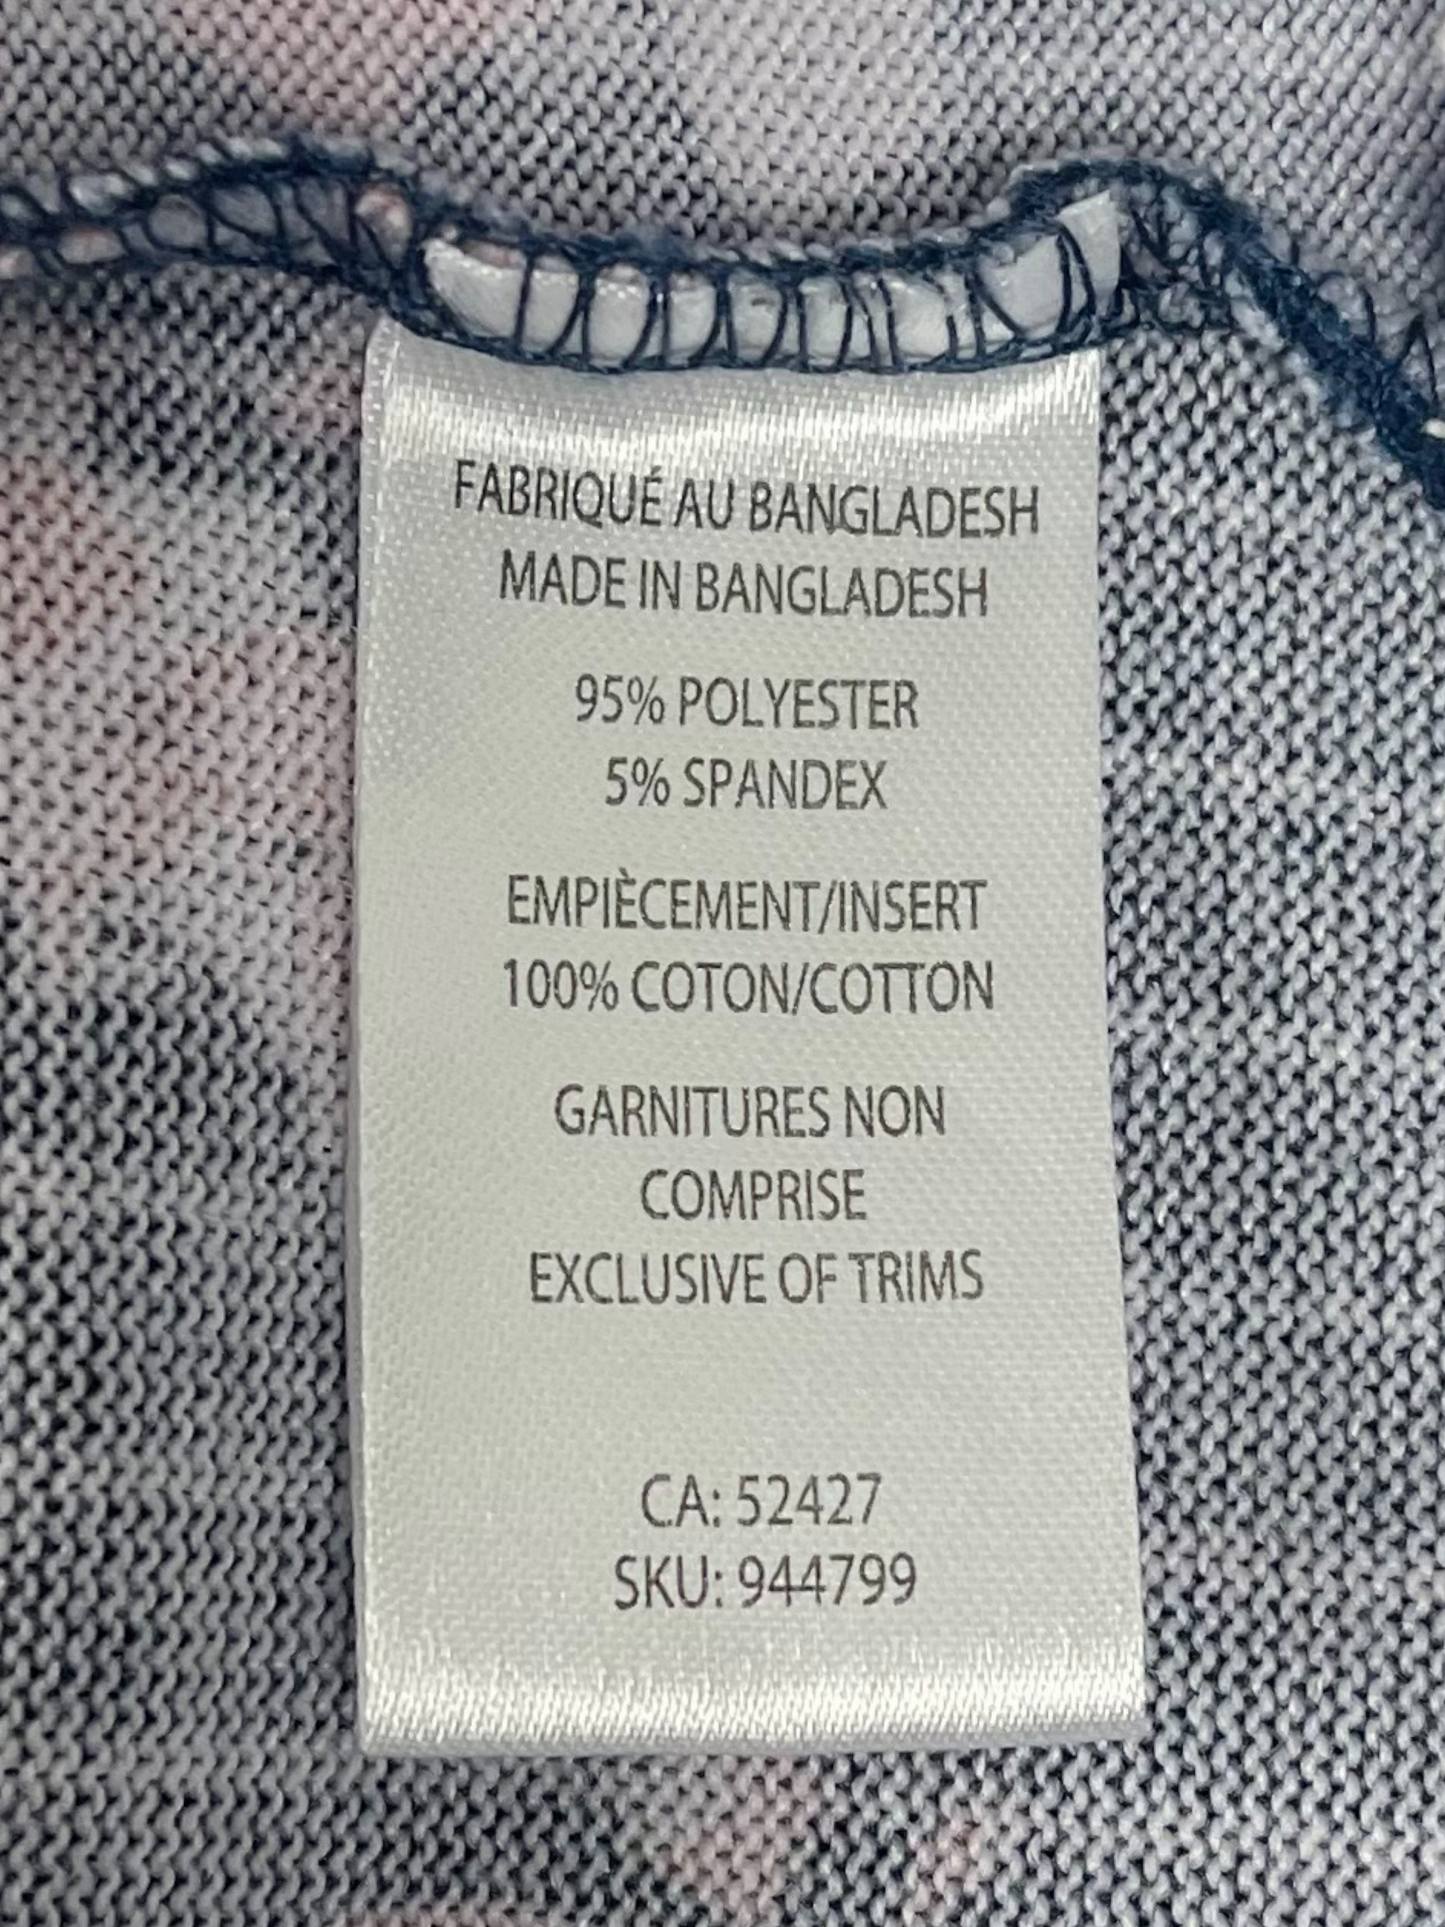 FABRIQUÉ AU BANGLADESH
MADE IN BANGLADESH
95% POLYESTER
5% SPANDEX
EMPIÈCEMENT/INSERT
100% COTON/COTTON
GARNITURES NON
COMPRISE
EXCLUSIVE OF TRIMS
CA: 52427
SKU: 944799